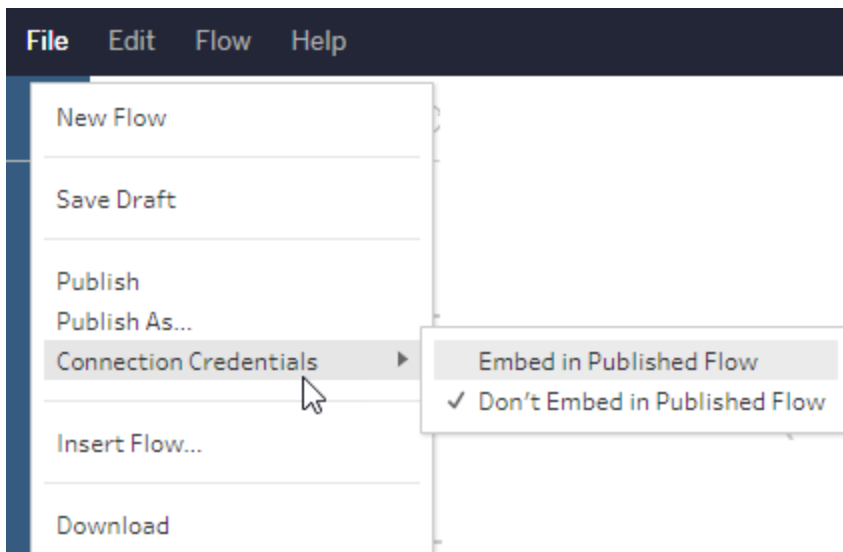 File Edit Flow Help
New Flow
Save Draft
Publish
Publish As...
Connection Credentials
Embed in Published Flow
Don't Embed in Published Flow
Insert Flow...
Download